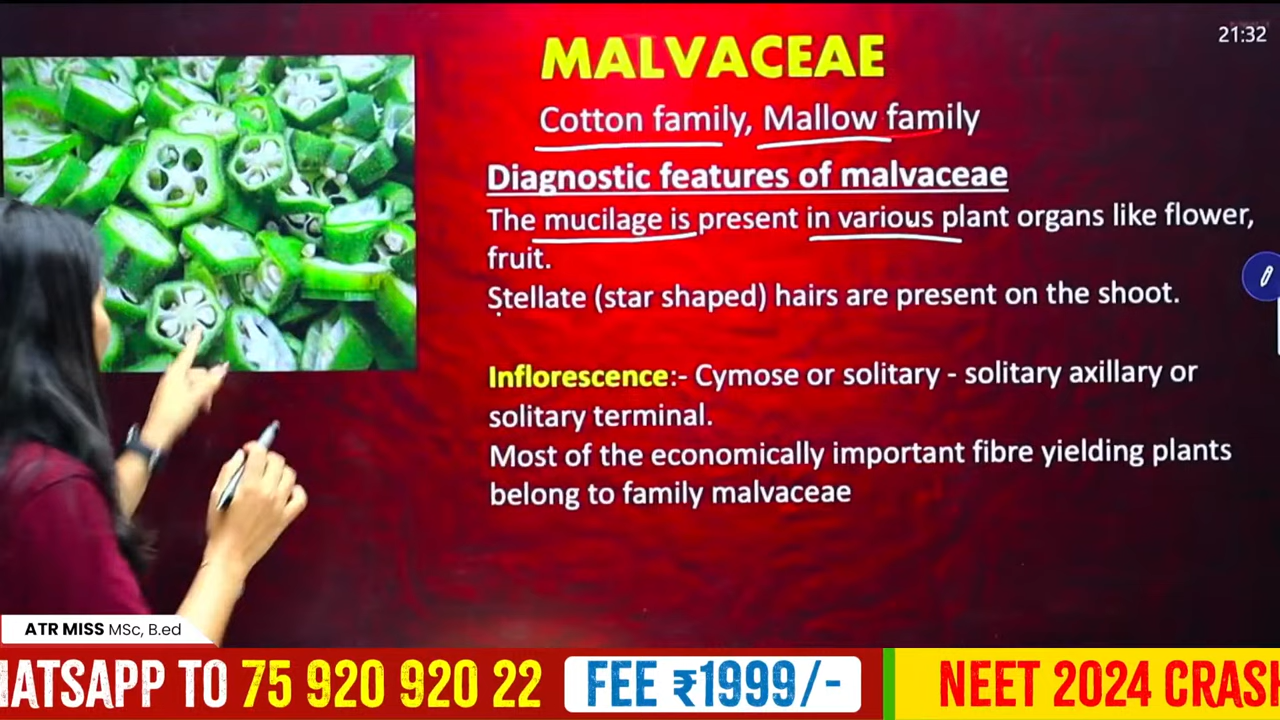 21:32
MALVACEAE
Cotton family, Mallow family
Diagnostic features of malvaceae
The mucilage is present in various plant organs like flower,
fruit.
Stellate (star shaped) hairs are present on the shoot.
Inflorescence:- Cymose or solitary - solitary axillary or
solitary terminal.
Most of the economically important fibre yielding plants
belong to family malvaceae
ATR MISS MSc, B.ed
HATSAPP TO 75 920 920 22 FEE ₹1999/- NEET 2024 CRAS